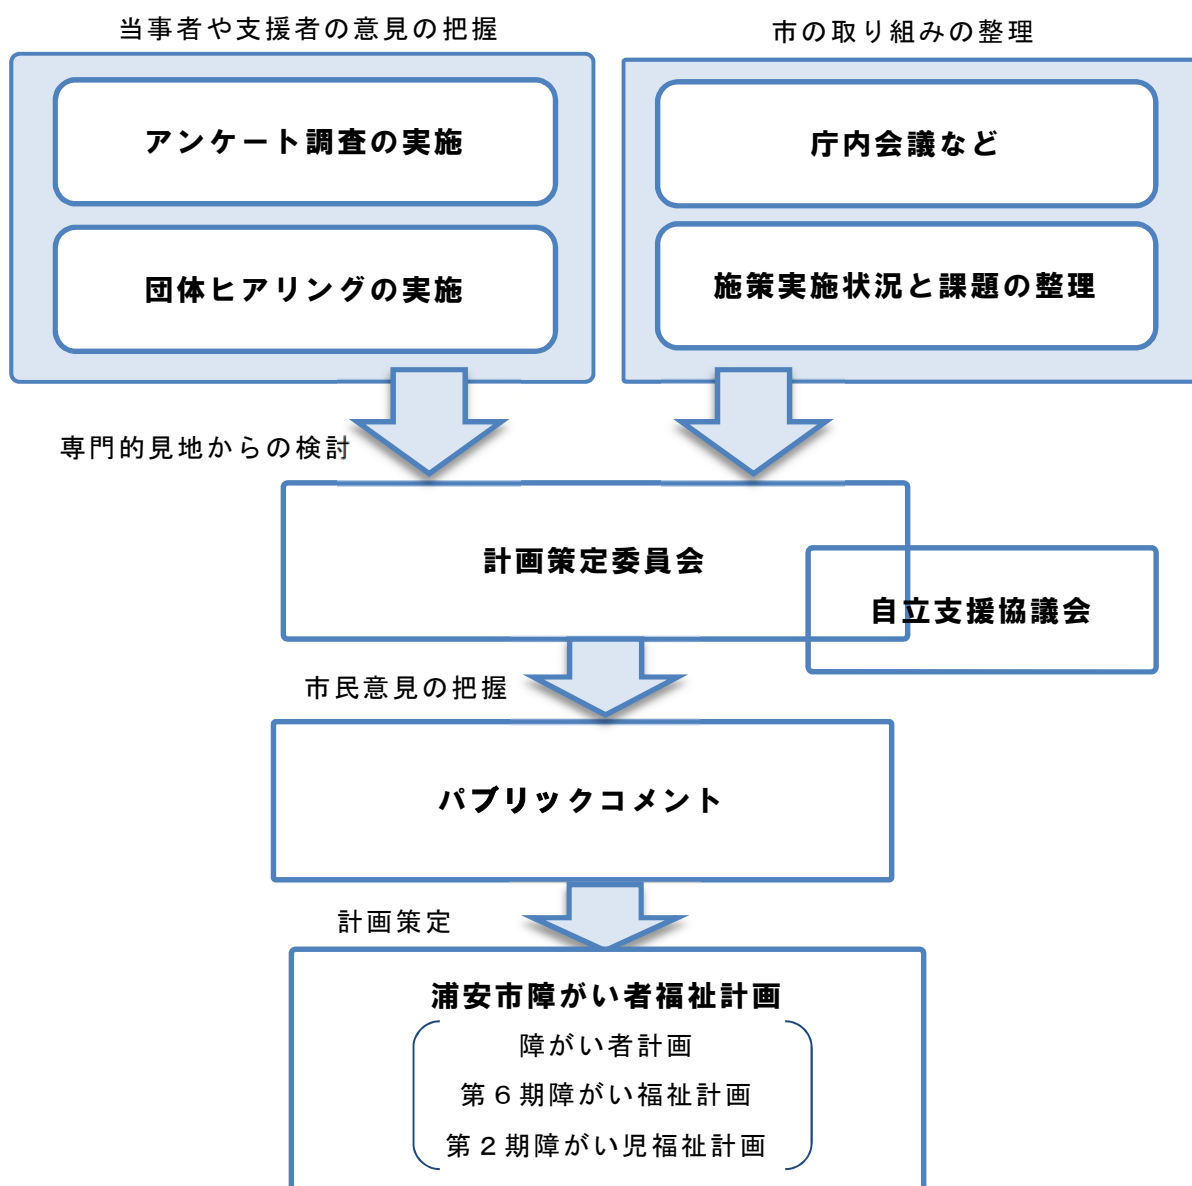 当事者や支援者の意見の把握
アンケート調査の実施
団体ヒアリングの実施
市の取り組みの整理
庁内会議など
施策実施状況と課題の整理
専門的見地からの検討
計画策定委員会
自立支援協議会
市民意見の把握
パブリックコメント
計画策定
浦安市障がい者福祉計画
障がい者計画
第６期障がい福祉計画
第２期障がい児福祉計画